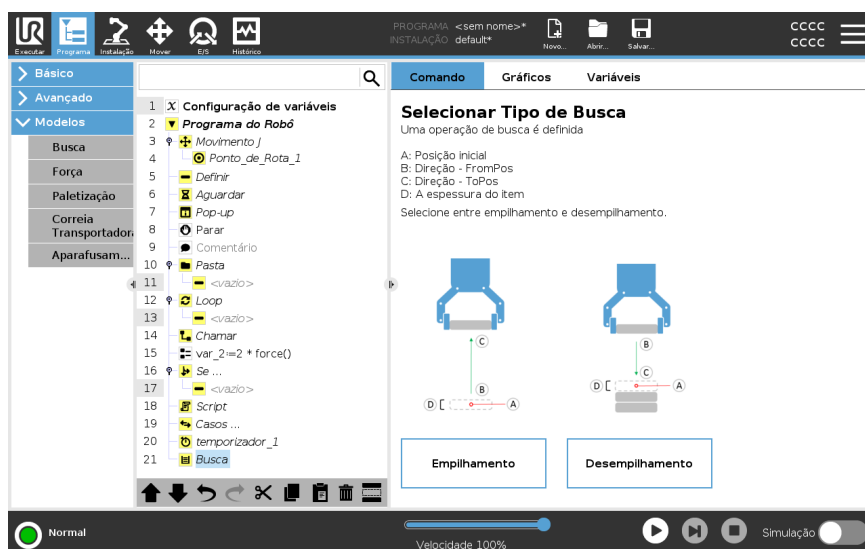 Executar
Programa
Instalação
Mover
E/S
Histórico
PROGRAMA <sem nome>*
INSTALAÇÃO default*
Novo...
Abrir...
Salvar...
cccc
cccc
Básico
Avançado
Modelos
Busca
Força
Paletização
Correia
Transportador
Aparafusam...
1 X Configuração de variáveis
2 Programa do Robô
3 Movimento J
4 Ponto_de_Rota_1
5 Definir
6 Aguardar
7 Pop-up
8 Parar
9 Comentário
10 Pasta
11 <vazio>
12 Loop
13 <vazio>
14 Chamar
15 var_2:=2 * force()
16 Se ...
17 <vazio>
18 Script
19 Casos ...
20 temporizador_1
21 Busca
Comando Gráficos Variáveis
Selecionar Tipo de Busca
Uma operação de busca é definida
A: Posição inicial
B: Direção - FromPos
C: Direção - ToPos
D: A espessura do item
Selecione entre empilhamento e desempilhamento.
C
B
D
A
B
C
D
A
Empilhamento
Desempilhamento
Normal
Velocidade 100%
Simulação